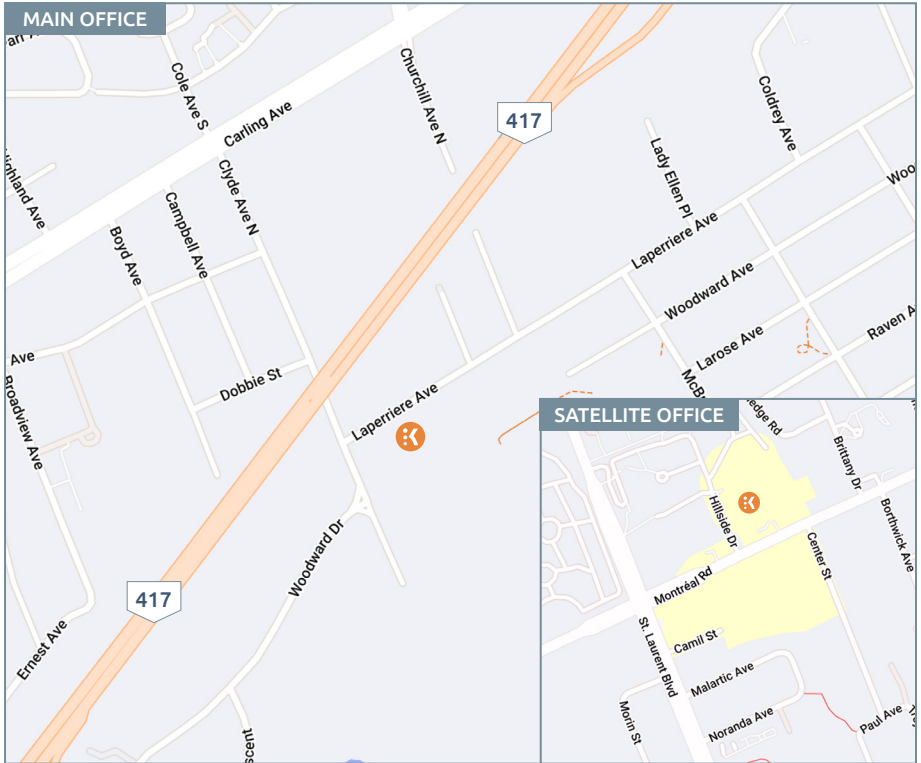 MAIN OFFICE
Cole Ave S
Carling Ave
Churchill Ave N
417
Coldrey Ave
Highland Ave
Clyde Ave N
Campbell Ave
Boyd Ave
Lady Ellen Pl
Laperriere Ave
Woodward Ave
Larose Ave
Raven A
Ave
Dobbie St
Broadview Ave
Laperriere Ave
Woodward Dr
417
Ernest Ave
SATELLITE OFFICE
Brittany Dr
Hillside Dr
Borthwick Ave
Center St
Montréal Rd
St. Laurent Blvd
Camil St
Malartic Ave
Morin St
Noranda Ave
Paul Ave